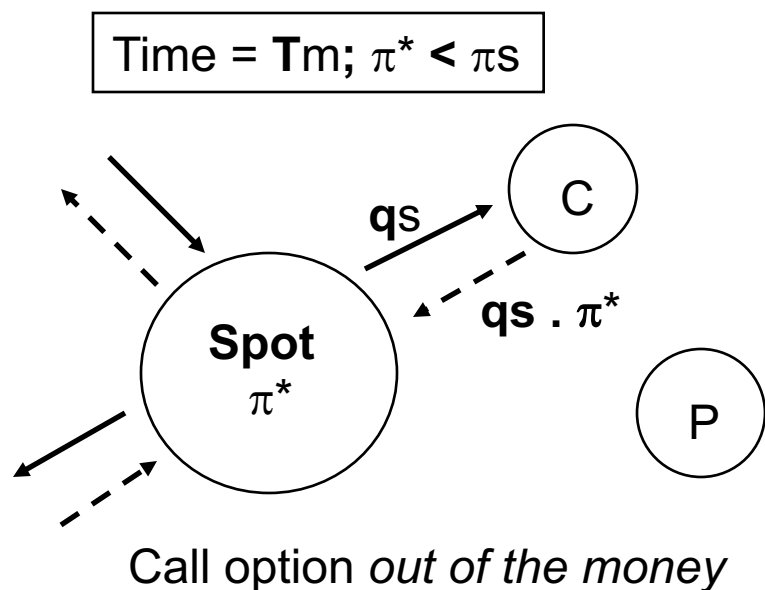 Time = Tm; π* < πs
C
qs
qs . π*
Spot
π*
P
Call option out of the money